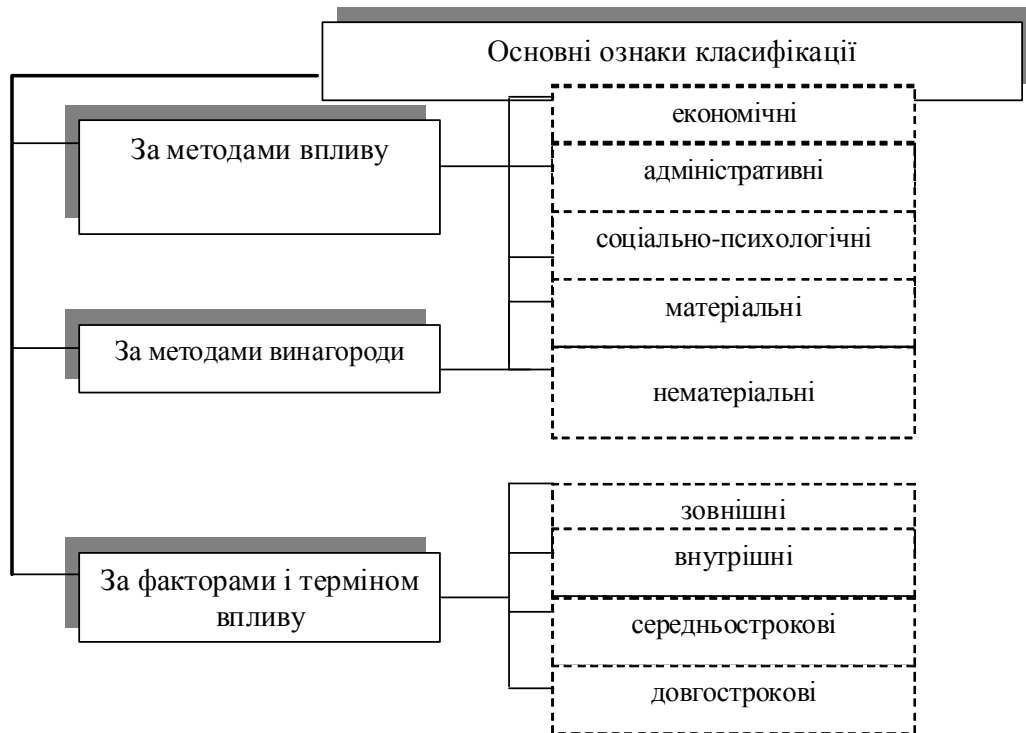 Основні ознаки класифікації
За методами впливу
економічні
адміністративні
соціально-психологічні
За методами винагороди
матеріальні
нематеріальні
За факторами і терміном
впливу
зовнішні
внутрішні
середньострокові
довгострокові